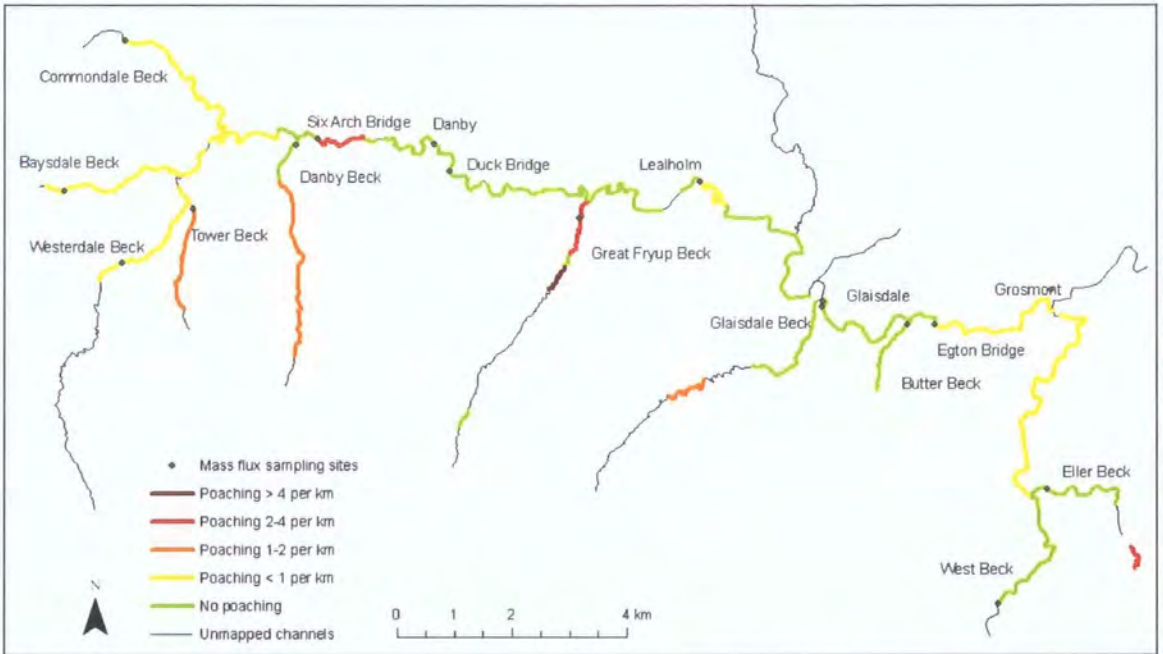 Commondale Beck
Six Arch Bridge
Danby
Baysdale Beck
Danby Beck
Duck Bridge
Lealholm
Westerdale Beck
Tower Beck
Great Fryup Beck
Glaisdale Beck
Glaisdale
Grosmont
Egton Bridge
Butter Beck
Eller Beck
West Beck
Mass flux sampling sites
Poaching > 4 per km
Poaching 2-4 per km
Poaching 1-2 per km
Poaching < 1 per km
No poaching
Unmapped channels
N
0 1 2 4 km